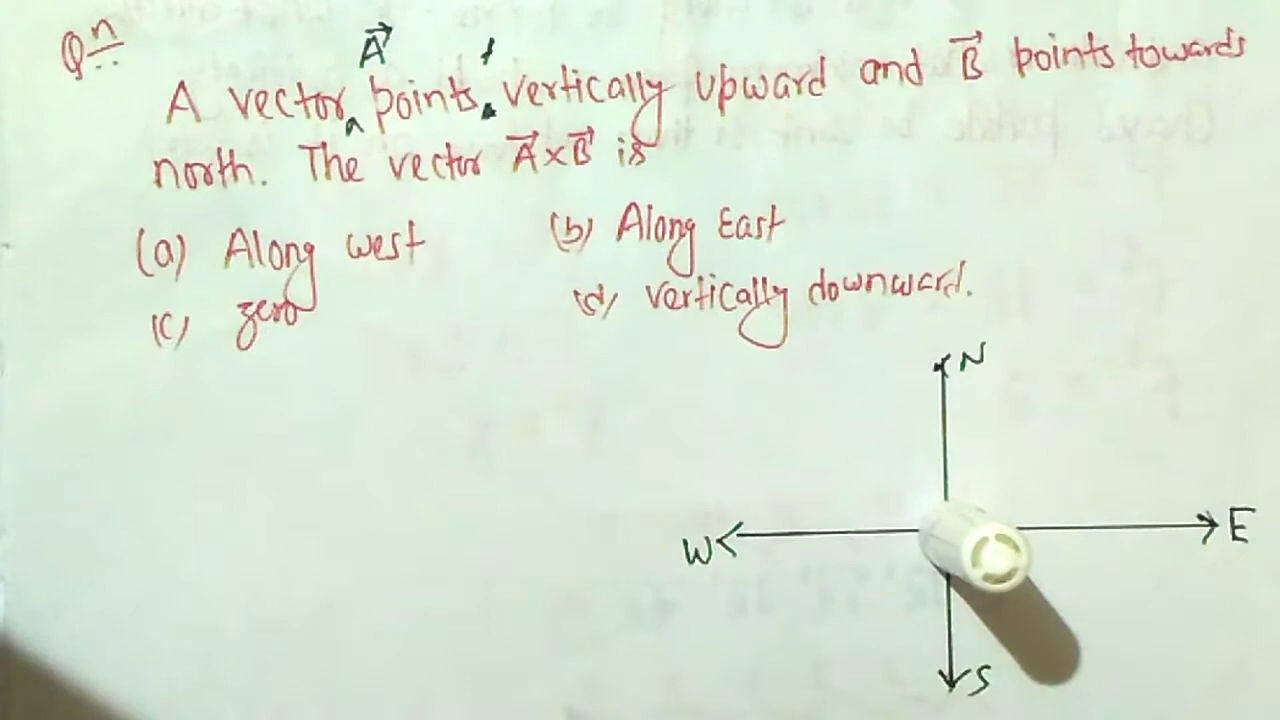 Qn
A vector A⃗ points vertically upward and B⃗ points towards
north. The vector A⃗×B⃗ is
(a) Along west (b) Along East
(c) zero (d) vertically downward.
N
W E
S